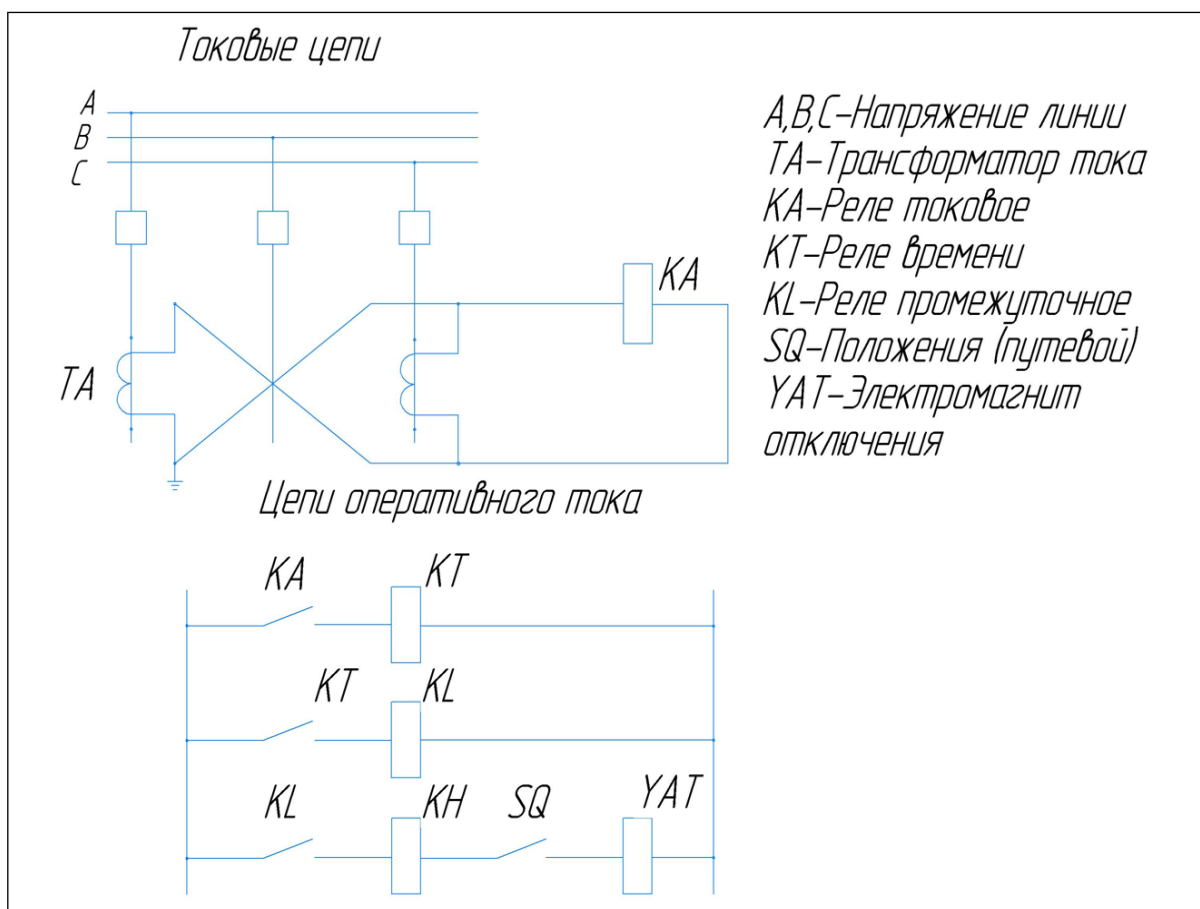 Токовые цепи
A
B
C
TA
KA
A,B,C-Напряжение линии
TA-Трансформатор тока
KA-Реле токовое
KT-Реле времени
KL-Реле промежуточное
SQ-Положения (путевой)
YAT-Электромагнит
отключения
Цепи оперативного тока
KA KT
KT KL
KL KH SQ YAT